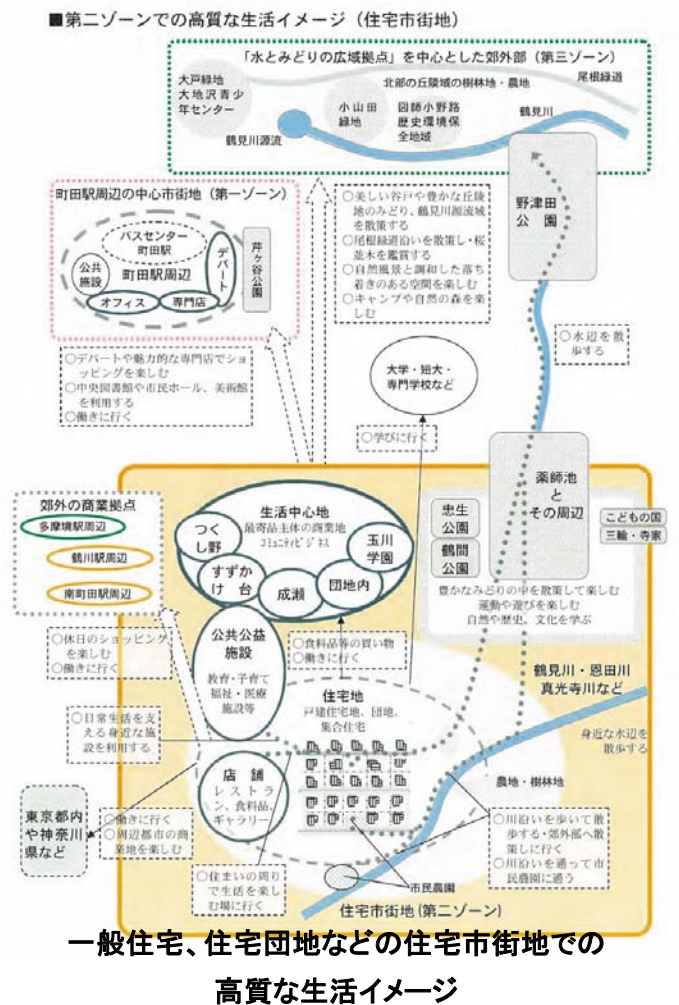 ■第二ゾーンでの高質な生活イメージ（住宅市街地）
「水とみどりの広域拠点」を中心とした郊外部（第三ゾーン）
大戸緑地
大地沢青少
年センター
北部の丘陵域の樹林地・農地
尾根緑道
小山田
緑地
図師小野路
歴史環境保
全地域
鶴見川
鶴見川源流
町田駅周辺の中心市街地（第一ゾーン）
バスセンター
町田駅
公共
施設
町田駅周辺
デパート
オフィス
専門店
芹ヶ谷公園
○美しい谷戸や豊かな丘陵
地のみどり、鶴見川源流域
を散策する
○尾根緑道沿いを散策し・桜
並木を鑑賞する
○自然風景と調和した落ち
着きのある空間を楽しむ
○キャンプや自然の森を楽
しむ
野津田
公園
○水辺を散
歩する
○デパートや魅力的な専門店でショ
ッピングを楽しむ
○中央図書館や市民ホール、美術館
を利用する
○働きに行く
大学・短大・
専門学校など
○学びに行く
郊外の商業拠点
多摩境駅周辺
鶴川駅周辺
南町田駅周辺
生活中心地
最寄品主体の商業地
コミュニティビジネス
つく
し野
すずか
け台
成瀬
団地内
玉川
学園
忠生
公園
鶴間
公園
薬師池
と
その周辺
こどもの国
三輪・寺家
豊かなみどりの中を散策して楽しむ
運動や遊びを楽しむ
自然や歴史、文化を学ぶ
○休日のショッピング
を楽しむ
○働きに行く
公共公益
施設
教育・子育て
福祉・医療
施設等
○食料品等の買い物
○働きに行く
住宅地
戸建住宅地、団地、
集合住宅
鶴見川・恩田川
真光寺川など
身近な水辺を
散歩する
○日常生活を支
える身近な施
設を利用する
店舗
レストラ
ン、食料品、
ギャラリー
農地・樹林地
東京都内
や神奈川
県など
○働きに行く
○周辺都市の商
業地を楽しむ
○住まいの周り
で生活を楽し
む場に行く
市民農園
○川沿いを歩いて散
歩する・郊外部へ散
策しに行く
○川沿いを通って市
民農園に通う
住宅市街地(第二ゾーン)
一般住宅、住宅団地などの住宅市街地での
高質な生活イメージ